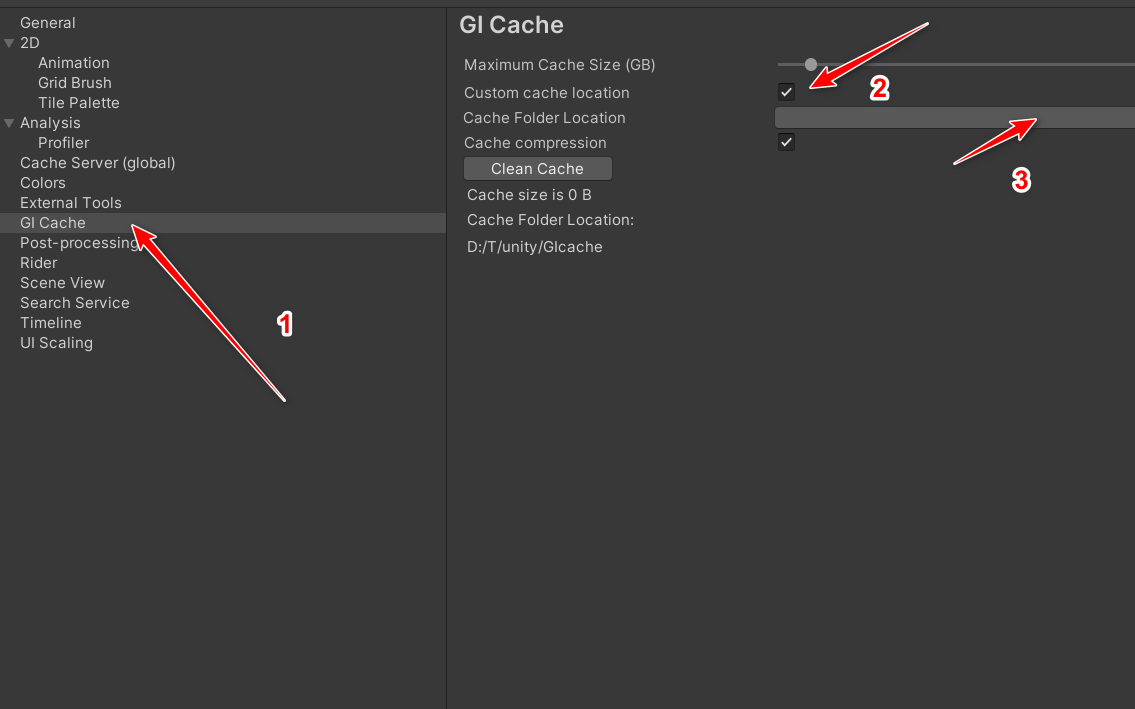 General
2D
Animation
Grid Brush
Tile Palette
Analysis
Profiler
Cache Server (global)
Colors
External Tools
GI Cache
Post-processing
Rider
Scene View
Search Service
Timeline
UI Scaling
1
GI Cache
Maximum Cache Size (GB)
Custom cache location
2
Cache Folder Location
Cache compression
3
Clean Cache
Cache size is 0 B
Cache Folder Location:
D:/T/unity/GIcache